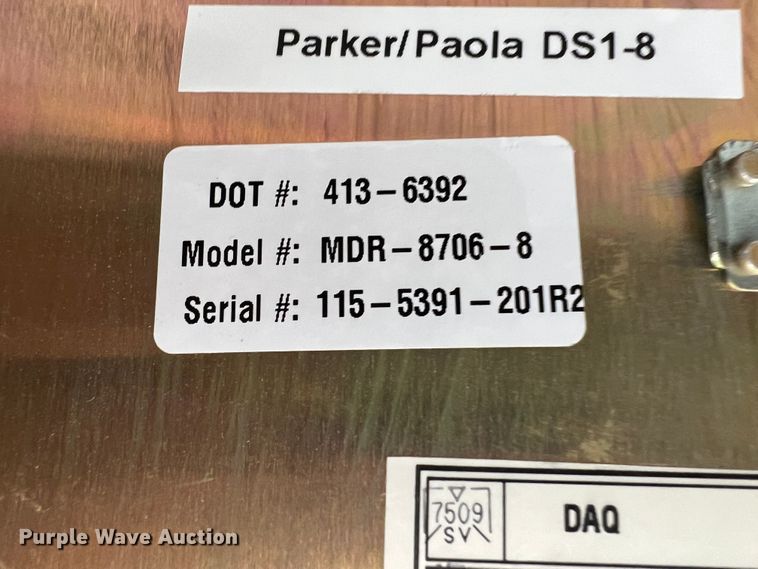 Parker/Paola DS1-8
DOT #: 413-6392
Model #: MDR-8706-8
Serial #: 115-5391-201R2
7509
SV
DAQ
Purple Wave Auction